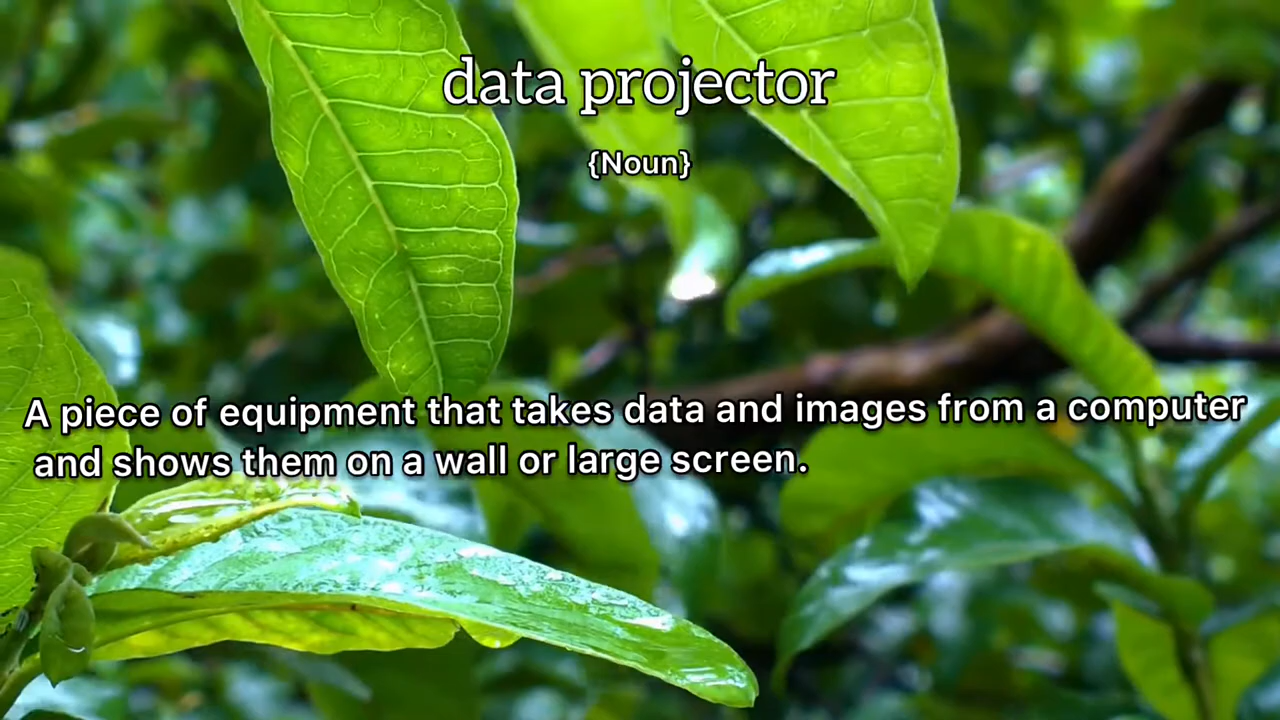 data projector
{Noun}
A piece of equipment that takes data and images from a computer
and shows them on a wall or large screen.